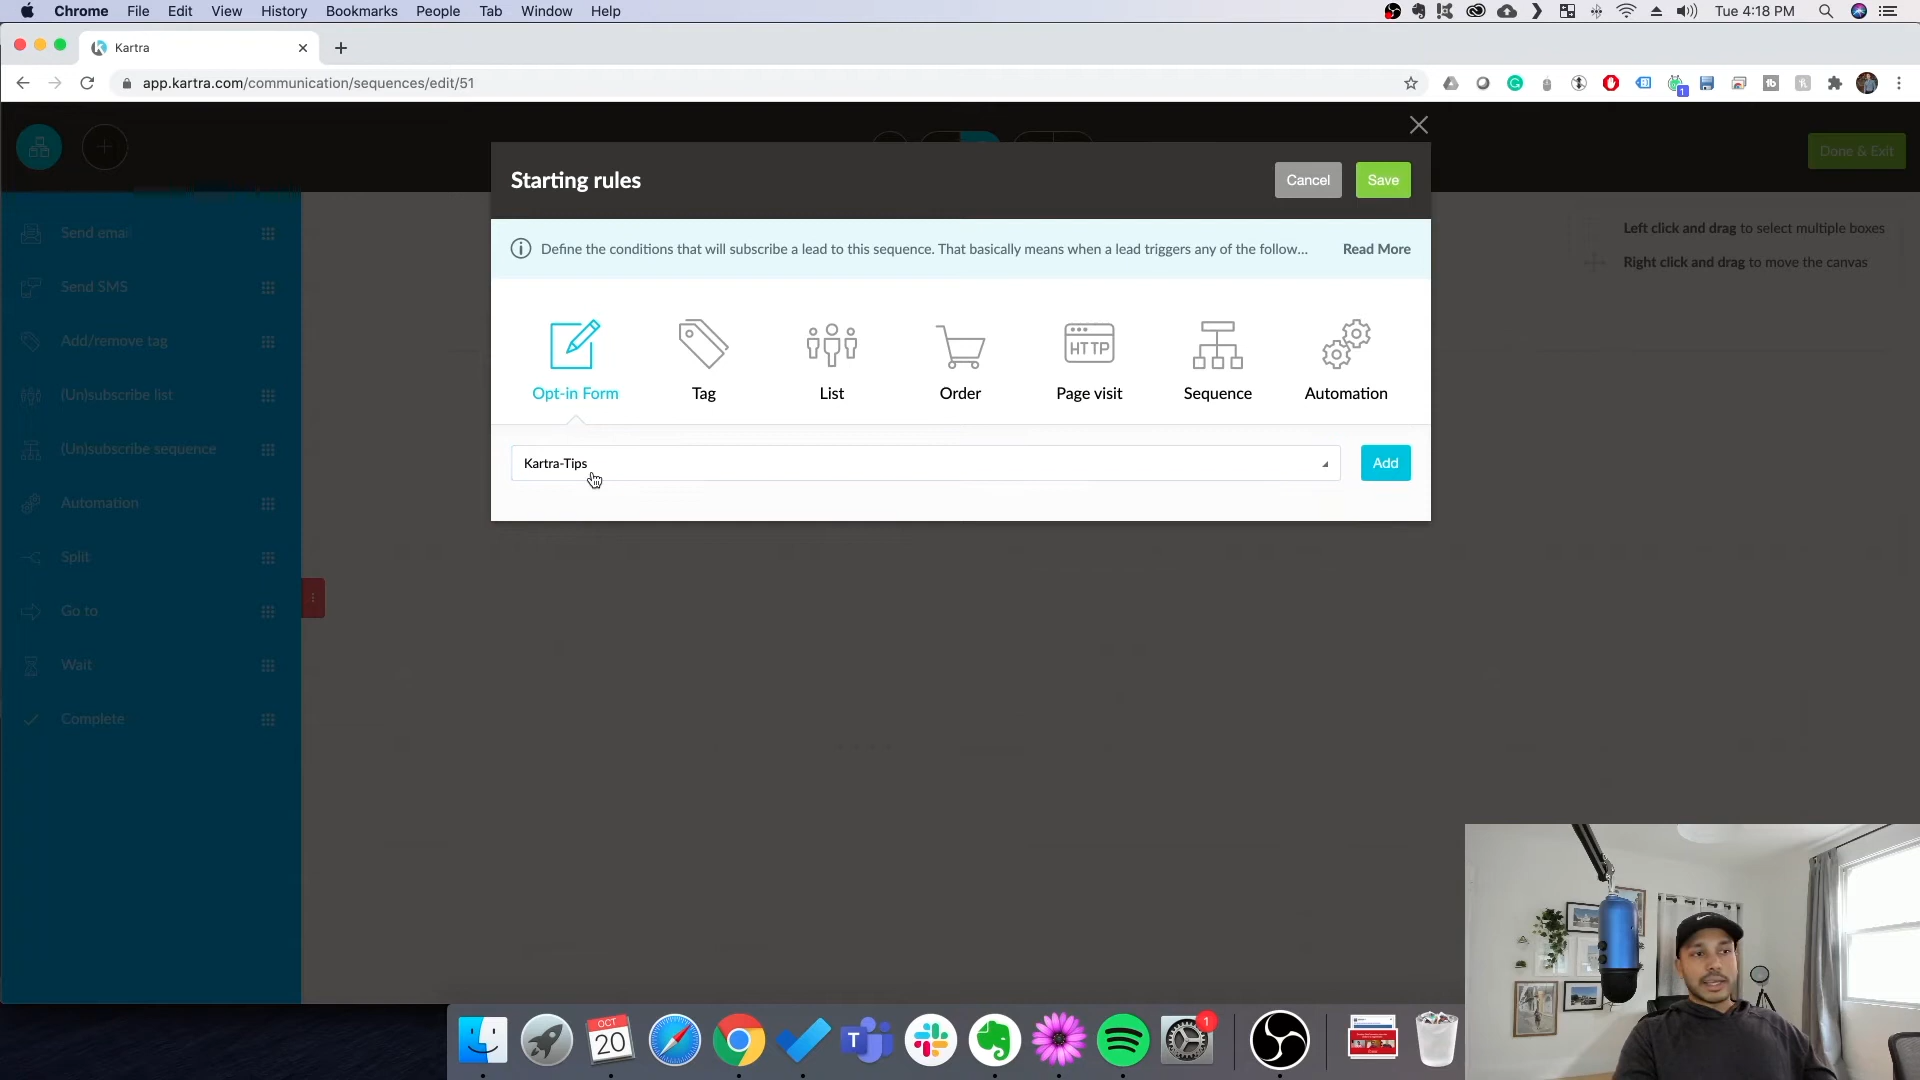 Chrome File Edit View History Bookmarks People Tab Window Help
Tue 4:18 PM
Kartra
app.kartra.com/communication/sequences/edit/51
1
Done & Exit
Starting rules
Cancel
Save
Define the conditions that will subscribe a lead to this sequence. That basically means when a lead triggers any of the follow...
Read More
Send email
Send SMS
Add/remove tag
(Un)subscribe list
(Un)subscribe sequence
Automation
Split
Go to
Wait
Complete
Left click and drag to select multiple boxes
Right click and drag to move the canvas
HTTP
Opt-in Form
Tag
List
Order
Page visit
Sequence
Automation
Kartra-Tips
Add
OCT
20
T
1